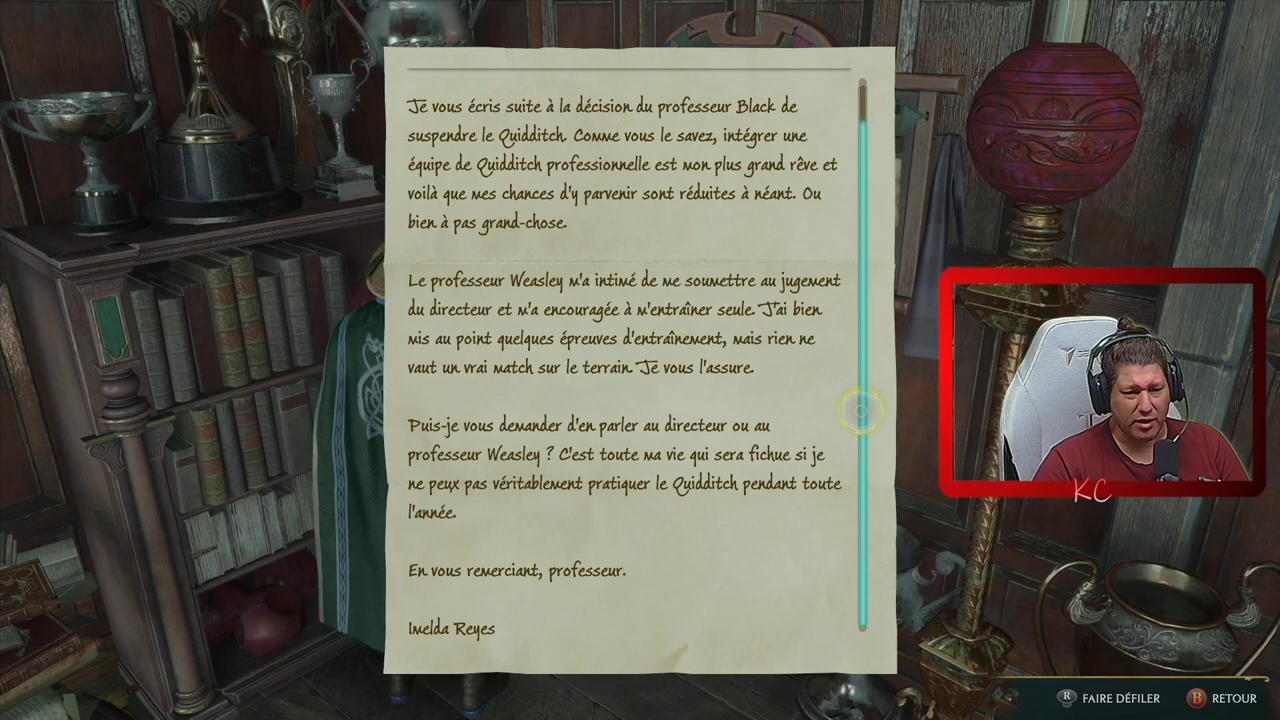 Je vous écris suite à la décision du professeur Black de
suspendre le Quidditch. Comme vous le savez, intégrer une
équipe de Quidditch professionnelle est mon plus grand rêve et
voilà que mes chances d'y parvenir sont réduites à néant. Ou
bien à pas grand-chose.
Le professeur Weasley m'a intimé de me soumettre au jugement
du directeur et m'a encouragée à m'entraîner seule. J'ai bien
mis au point quelques épreuves d'entraînement, mais rien ne
vaut un vrai match sur le terrain. Je vous l'assure.
Puis-je vous demander d'en parler au directeur ou au
professeur Weasley ? C'est toute ma vie qui sera fichue si je
ne peux pas véritablement pratiquer le Quidditch pendant toute
l'année.
En vous remerciant, professeur.
Imelda Reyes
KC
R FAIRE DÉFILER
B RETOUR